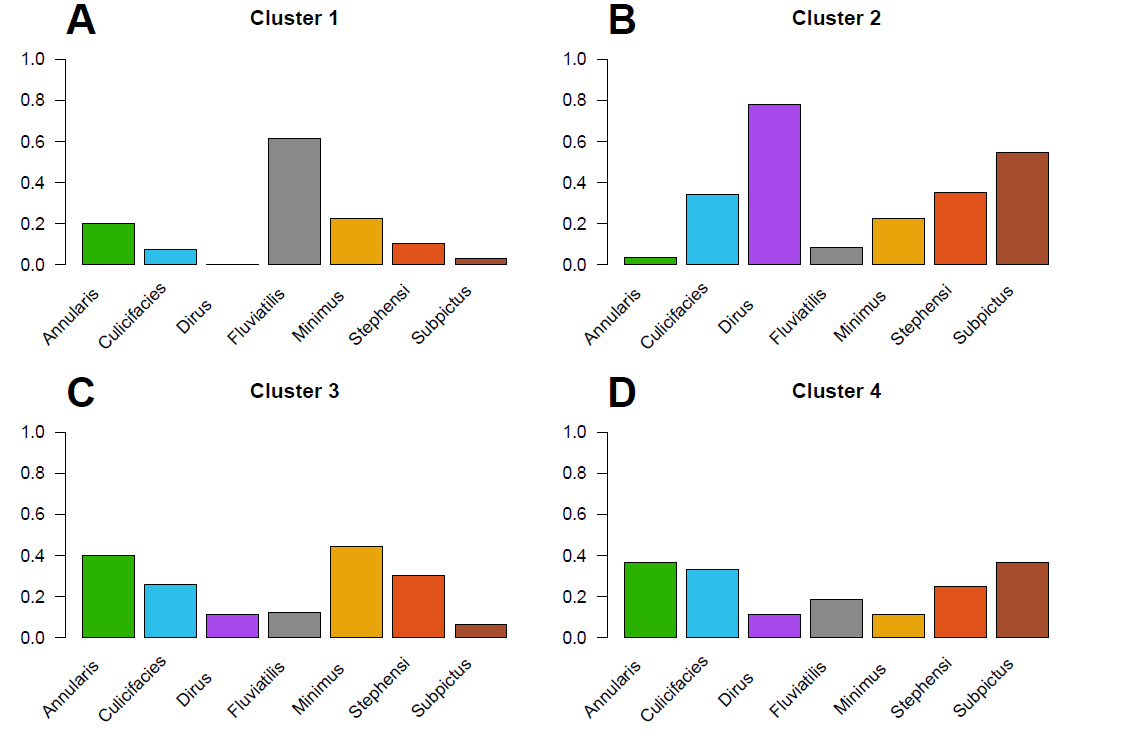 A
Cluster 1
1.0
0.8
0.6
0.4
0.2
0.0
Annularis
Culicifacies
Dirus
Fluviatilis
Minimus
Stephensi
Subpictus
B
Cluster 2
1.0
0.8
0.6
0.4
0.2
0.0
Annularis
Culicifacies
Dirus
Fluviatilis
Minimus
Stephensi
Subpictus
C
Cluster 3
1.0
0.8
0.6
0.4
0.2
0.0
Annularis
Culicifacies
Dirus
Fluviatilis
Minimus
Stephensi
Subpictus
D
Cluster 4
1.0
0.8
0.6
0.4
0.2
0.0
Annularis
Culicifacies
Dirus
Fluviatilis
Minimus
Stephensi
Subpictus